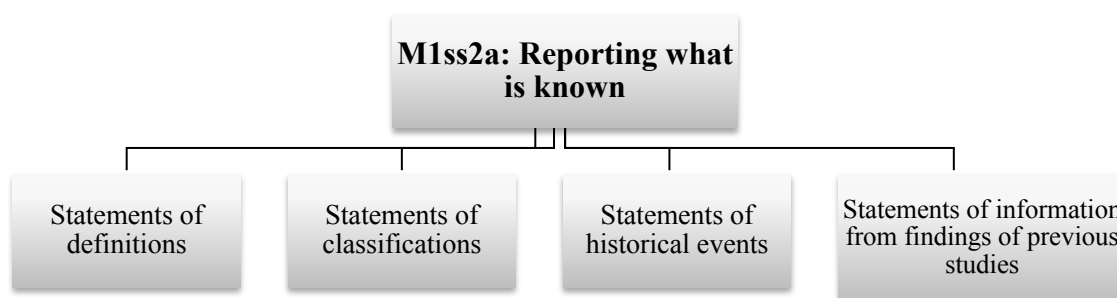 M1ss2a: Reporting what
is known
Statements of
definitions
Statements of
classifications
Statements of
historical events
Statements of information
from findings of previous
studies